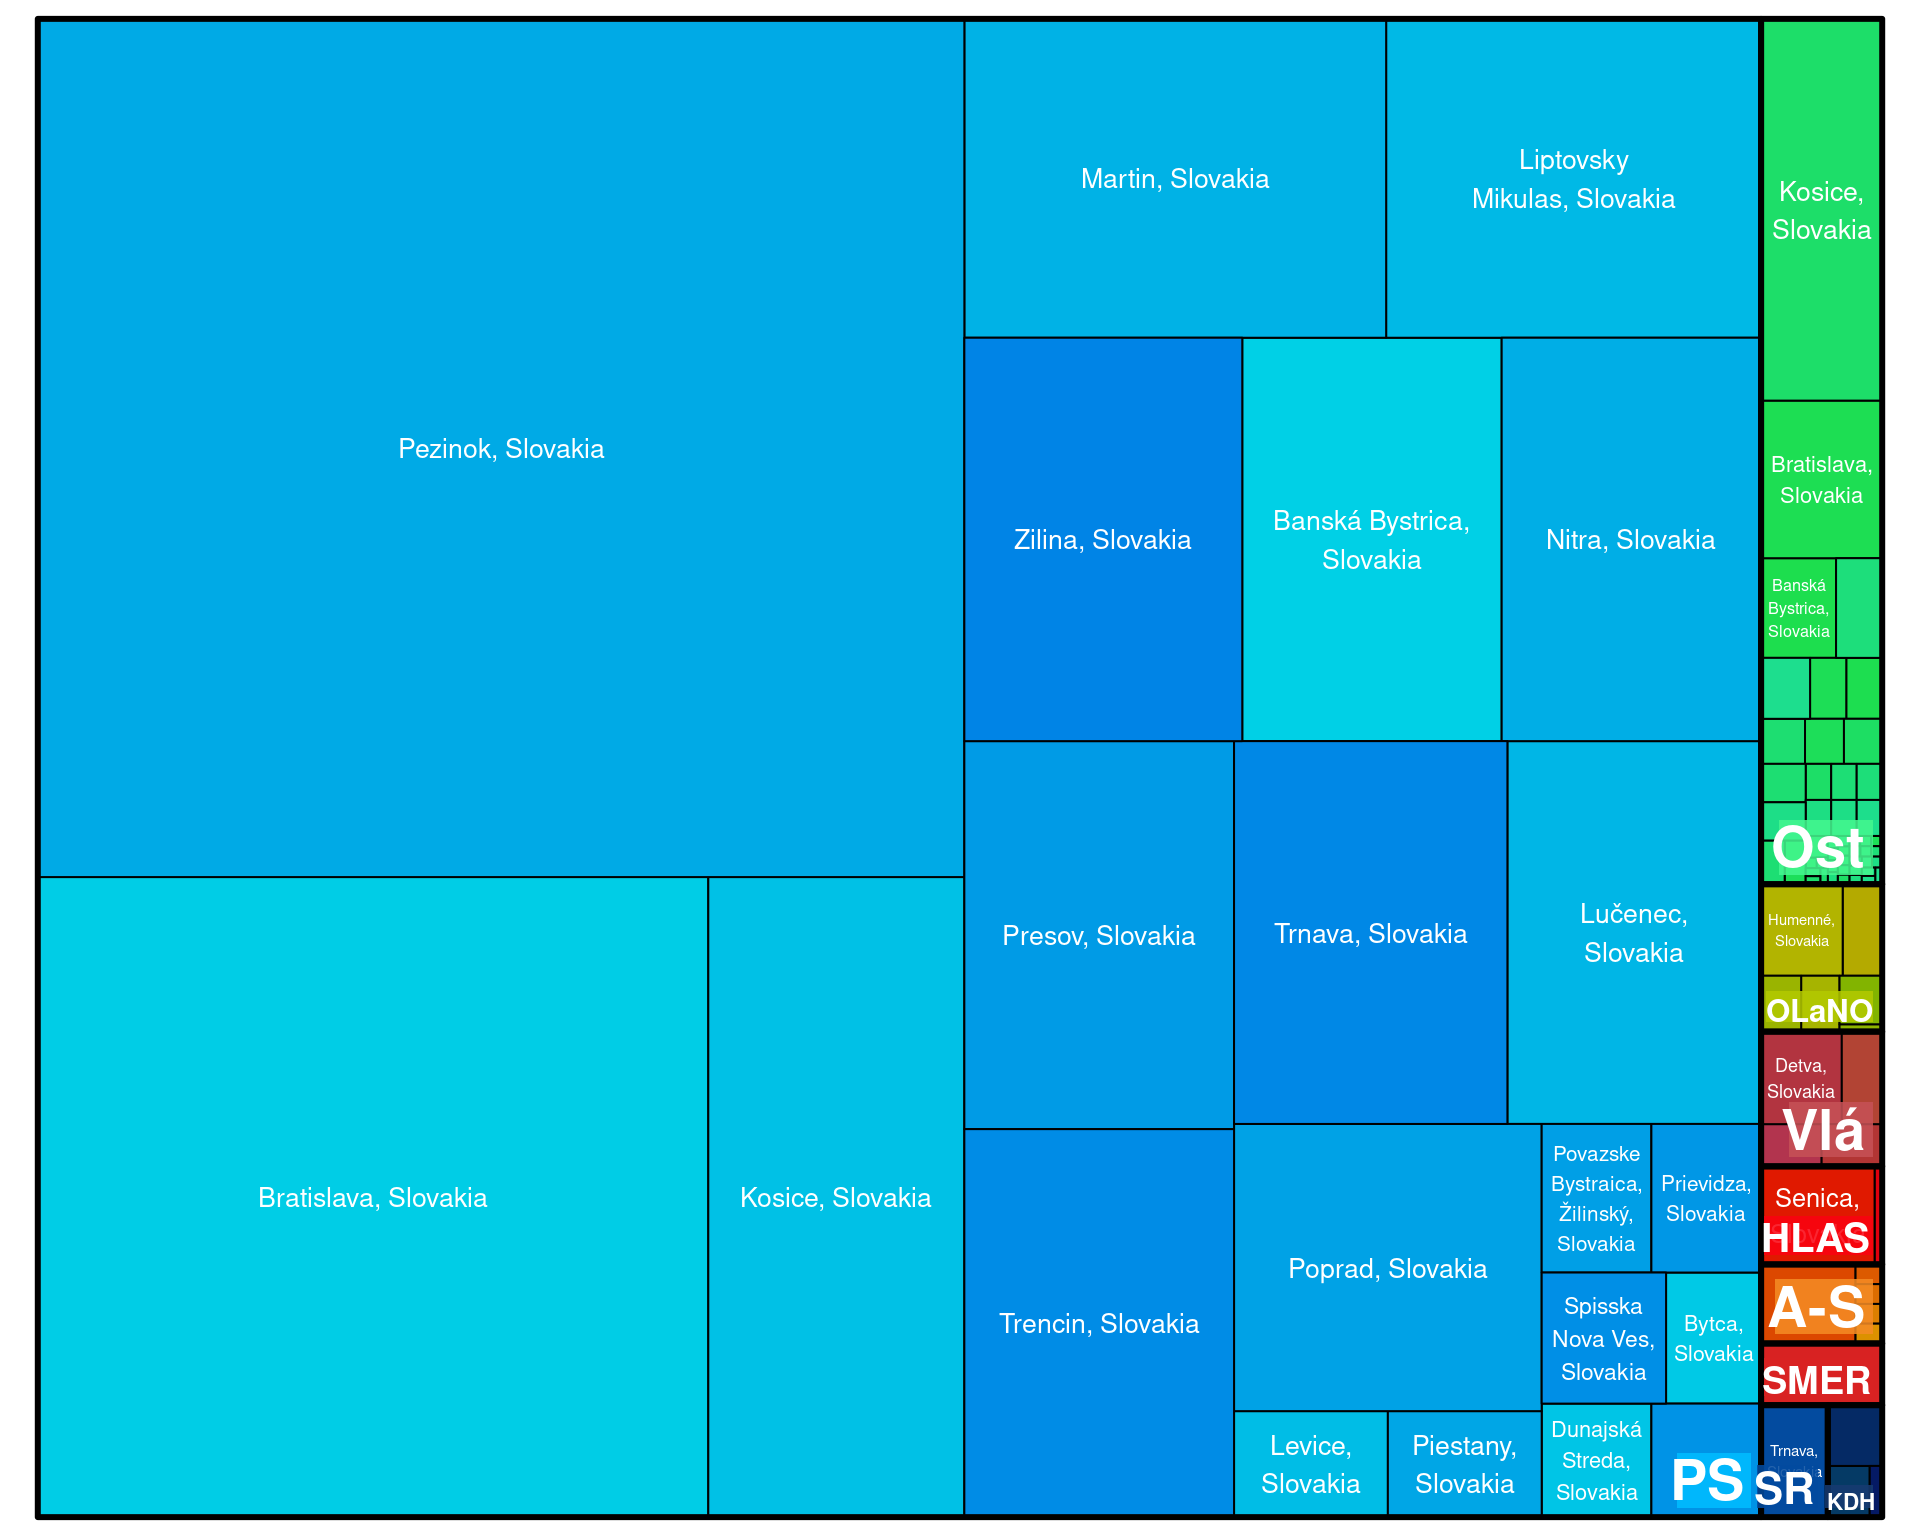 Pezinok, Slovakia
Martin, Slovakia
Liptovsky
Mikulas, Slovakia
Zilina, Slovakia
Banská Bystrica,
Slovakia
Nitra, Slovakia
Bratislava, Slovakia
Kosice, Slovakia
Presov, Slovakia
Trnava, Slovakia
Lučenec,
Slovakia
Trencin, Slovakia
Poprad, Slovakia
Povazske
Bystraica,
Žilinský,
Slovakia
Prievidza,
Slovakia
Spisska
Nova Ves,
Slovakia
Bytca,
Slovakia
Levice,
Slovakia
Piestany,
Slovakia
Dunajská
Streda,
Slovakia
PS
Kosice,
Slovakia
Bratislava,
Slovakia
Banská
Bystrica,
Slovakia
Ost
Humenné,
Slovakia
OLaNO
Detva,
Slovakia
Vlá
Senica,
HLAS
A-S
SMER
Trnava,
SR
KDH